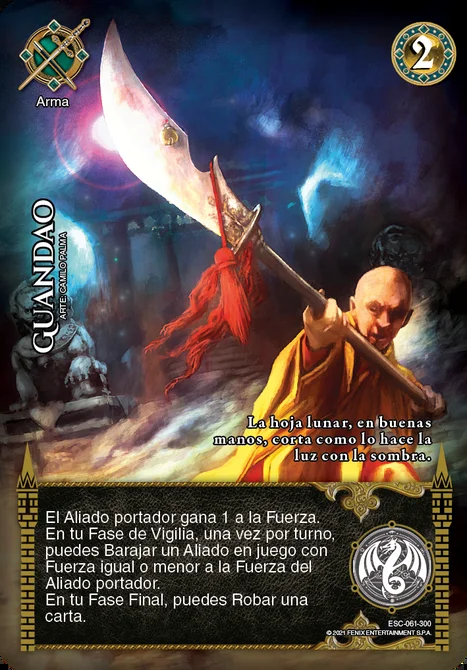 2
Arma
GUANDAO
ARTE: CAMILO PALMA
La hoja lunar, en buenas
manos, corta como lo hace la
luz con la sombra.
El Aliado portador gana 1 a la Fuerza.
En tu Fase de Vigilia, una vez por turno,
puedes Barajar un Aliado en juego con
Fuerza igual o menor a la Fuerza del
Aliado portador.
En tu Fase Final, puedes Robar una
carta.
ESC-061-300
© 2021 FENIX ENTERTAINMENT S.P.A.